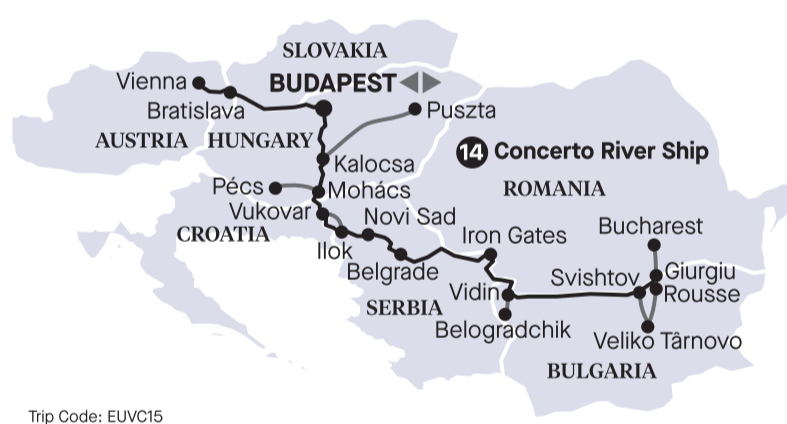 SLOVAKIA
Vienna
BUDAPEST
Bratislava
Puszta
AUSTRIA
HUNGARY
14 Concerto River Ship
Kalocsa
Pécs
Mohács
ROMANIA
Vukovar
Novi Sad
CROATIA
Bucharest
Iron Gates
Ilok
Belgrade
Giurgiu
Svishtov
Rousse
Vidin
SERBIA
Belogradchik
Veliko Târnovo
BULGARIA
Trip Code: EUVC15